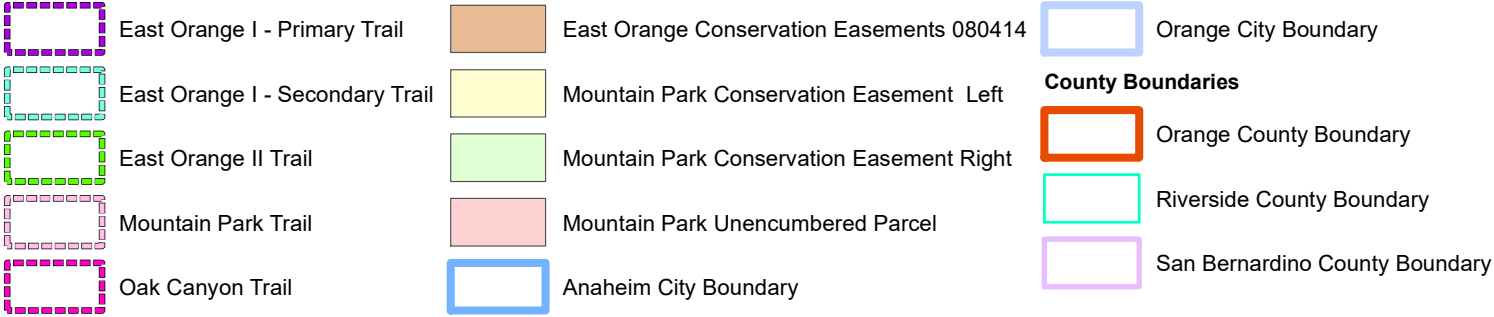 East Orange I - Primary Trail
East Orange I - Secondary Trail
East Orange II Trail
Mountain Park Trail
Oak Canyon Trail
East Orange Conservation Easements 080414
Mountain Park Conservation Easement  Left
Mountain Park Conservation Easement Right
Mountain Park Unencumbered Parcel
Anaheim City Boundary
Orange City Boundary
County Boundaries
Orange County Boundary
Riverside County Boundary
San Bernardino County Boundary